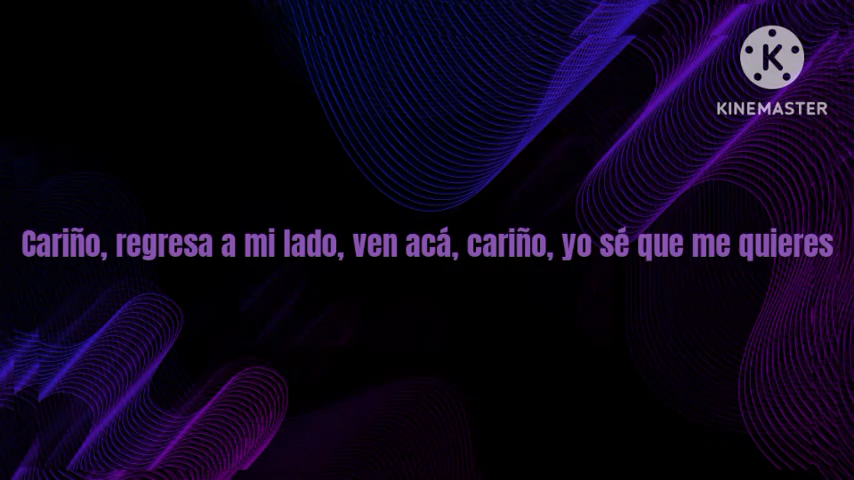 K
KINEMASTER
Cariño, regresa a mi lado, ven acá, cariño, yo sé que me quieres